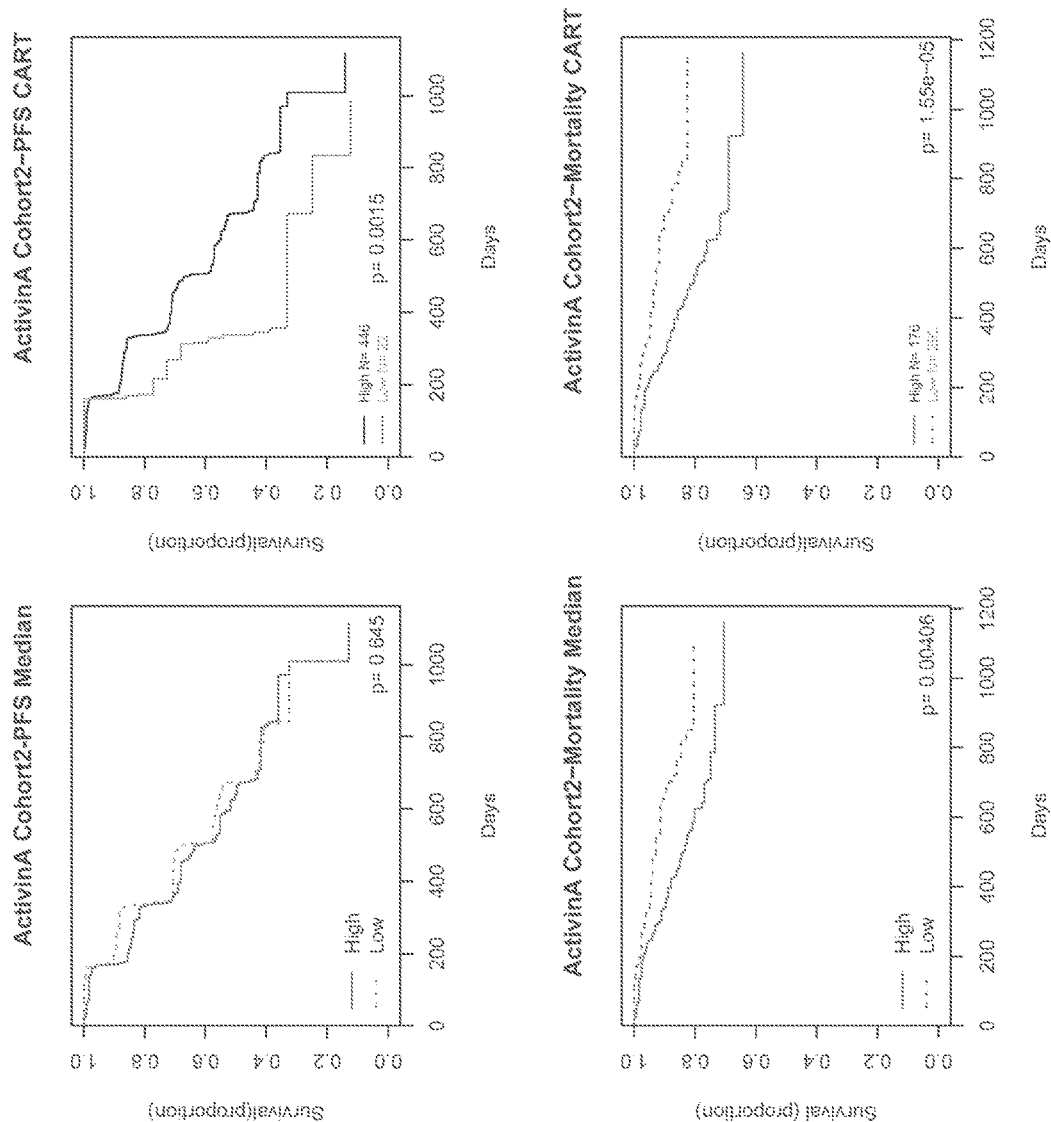 ActivinA Cohort2-PFS Median
Survival(proportion)
1.0
0.8
0.6
0.4
0.2
0.0
High
Low
p= 0.645
0
200
400
600
800
1000
Days
ActivinA Cohort2-PFS CART
Survival(proportion)
1.0
0.8
0.6
0.4
0.2
0.0
High N= 446
Low N=
p= 0.0015
0
200
400
600
800
1000
Days
ActivinA Cohort2-Mortality Median
Survival (proportion)
1.0
0.8
0.6
0.4
0.2
0.0
High
Low
p= 0.00406
0
200
400
600
800
1000
1200
Days
ActivinA Cohort2-Mortality CART
Survival(proportion)
1.0
0.8
0.6
0.4
0.2
0.0
High N= 176
Low N=
p= 1.55e-05
0
200
400
600
800
1000
1200
Days